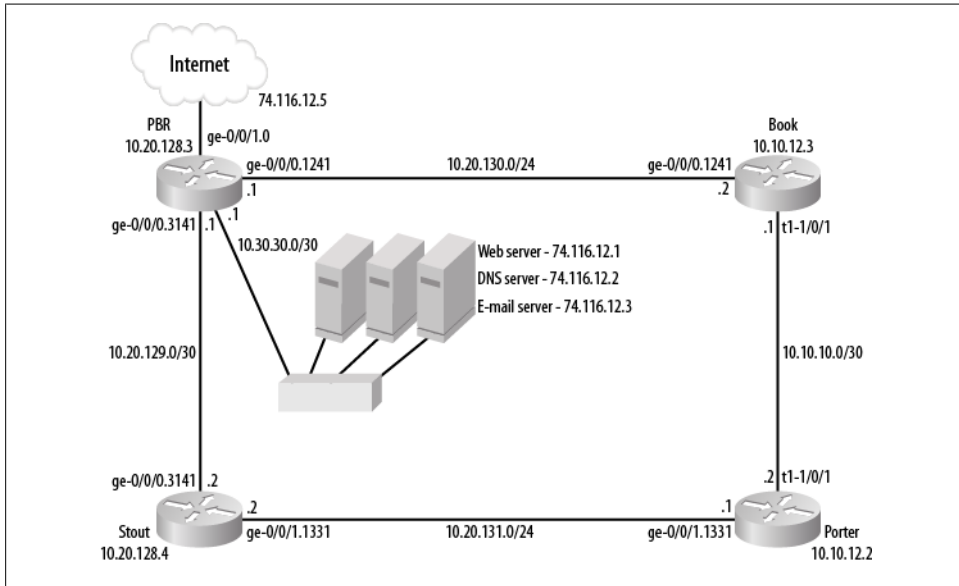 Internet
74.116.12.5
PBR
10.20.128.3
ge-0/0/1.0
Book
10.10.12.3
ge-0/0/0.1241
10.20.130.0/24
ge-0/0/0.1241
.1
.2
ge-0/0/0.3141
.1
.1
.1
t1-1/0/1
10.30.30.0/30
Web server - 74.116.12.1
DNS server - 74.116.12.2
E-mail server - 74.116.12.3
10.20.129.0/30
10.10.10.0/30
ge-0/0/0.3141
.2
.2
t1-1/0/1
.2
.1
Stout
10.20.128.4
ge-0/0/1.1331
10.20.131.0/24
ge-0/0/1.1331
Porter
10.10.12.2